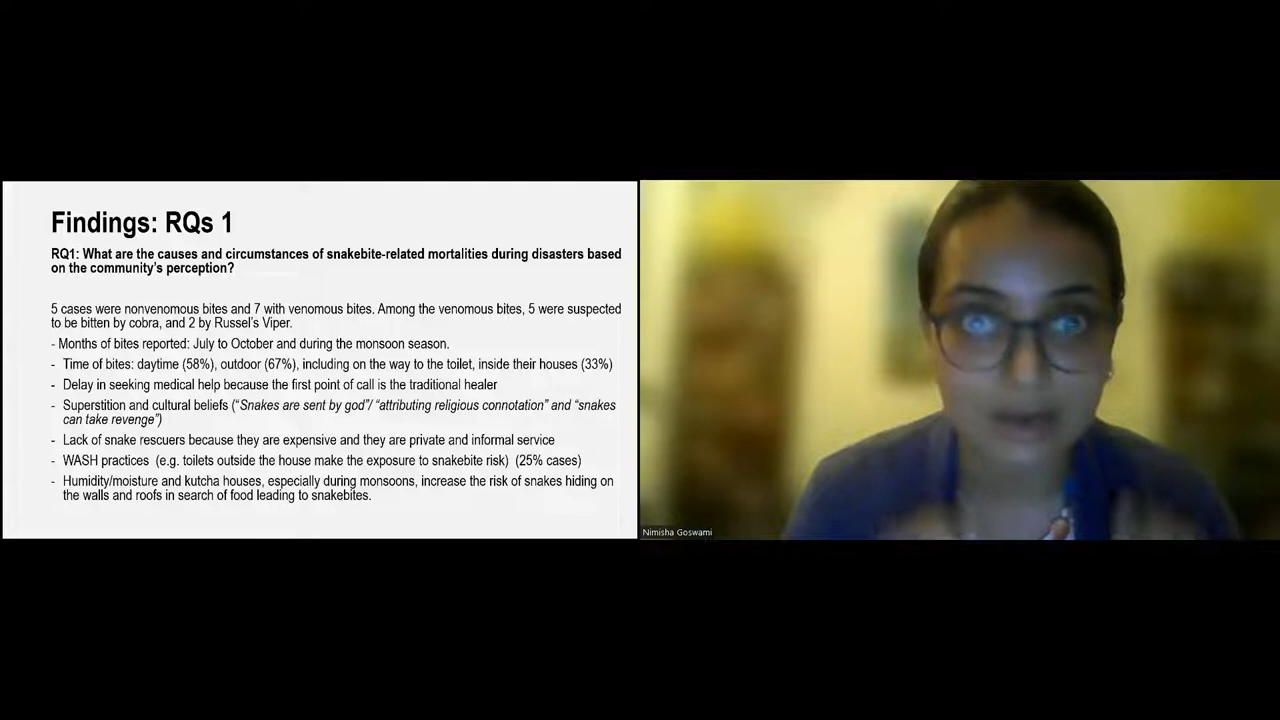 Findings: RQs 1
RQ1: What are the causes and circumstances of snakebite-related mortalities during disasters based
on the community's perception?
5 cases were nonvenomous bites and 7 with venomous bites. Among the venomous bites, 5 were suspected
to be bitten by cobra, and 2 by Russel's Viper.
- Months of bites reported: July to October and during the monsoon season.
- Time of bites: daytime (58%), outdoor (67%), including on the way to the toilet, inside their houses (33%)
- Delay in seeking medical help because the first point of call is the traditional healer
- Superstition and cultural beliefs ("Snakes are sent by god"/ "attributing religious connotation" and "snakes
can take revenge")
- Lack of snake rescuers because they are expensive and they are private and informal service
- WASH practices (e.g. toilets outside the house make the exposure to snakebite risk) (25% cases)
- Humidity/moisture and kutcha houses, especially during monsoons, increase the risk of snakes hiding on
the walls and roofs in search of food leading to snakebites.
Nimisha Goswami